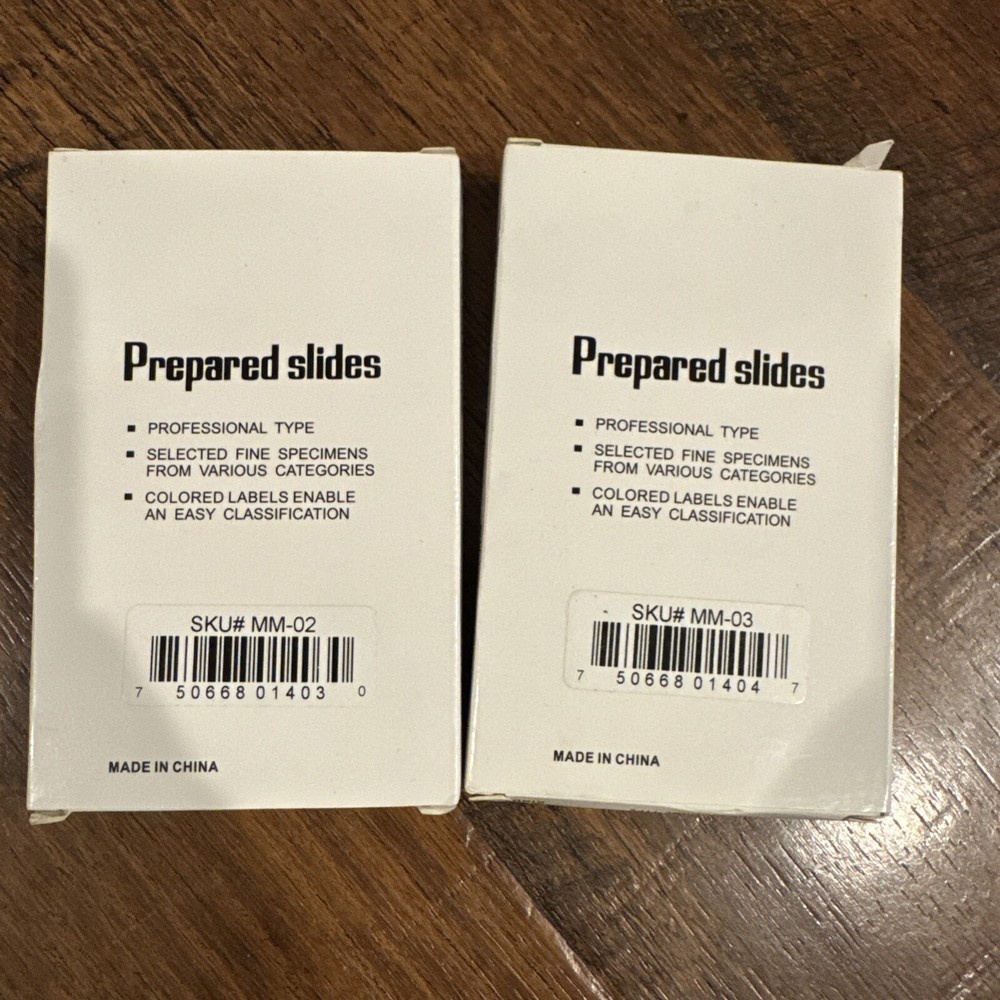 Prepared slides
▪ PROFESSIONAL TYPE
▪ SELECTED FINE SPECIMENS
FROM VARIOUS CATEGORIES
▪ COLORED LABELS ENABLE
AN EASY CLASSIFICATION
SKU# MM-02
7 50668 01403 0
MADE IN CHINA
Prepared slides
▪ PROFESSIONAL TYPE
▪ SELECTED FINE SPECIMENS
FROM VARIOUS CATEGORIES
▪ COLORED LABELS ENABLE
AN EASY CLASSIFICATION
SKU# MM-03
7 50668 01404 7
MADE IN CHINA